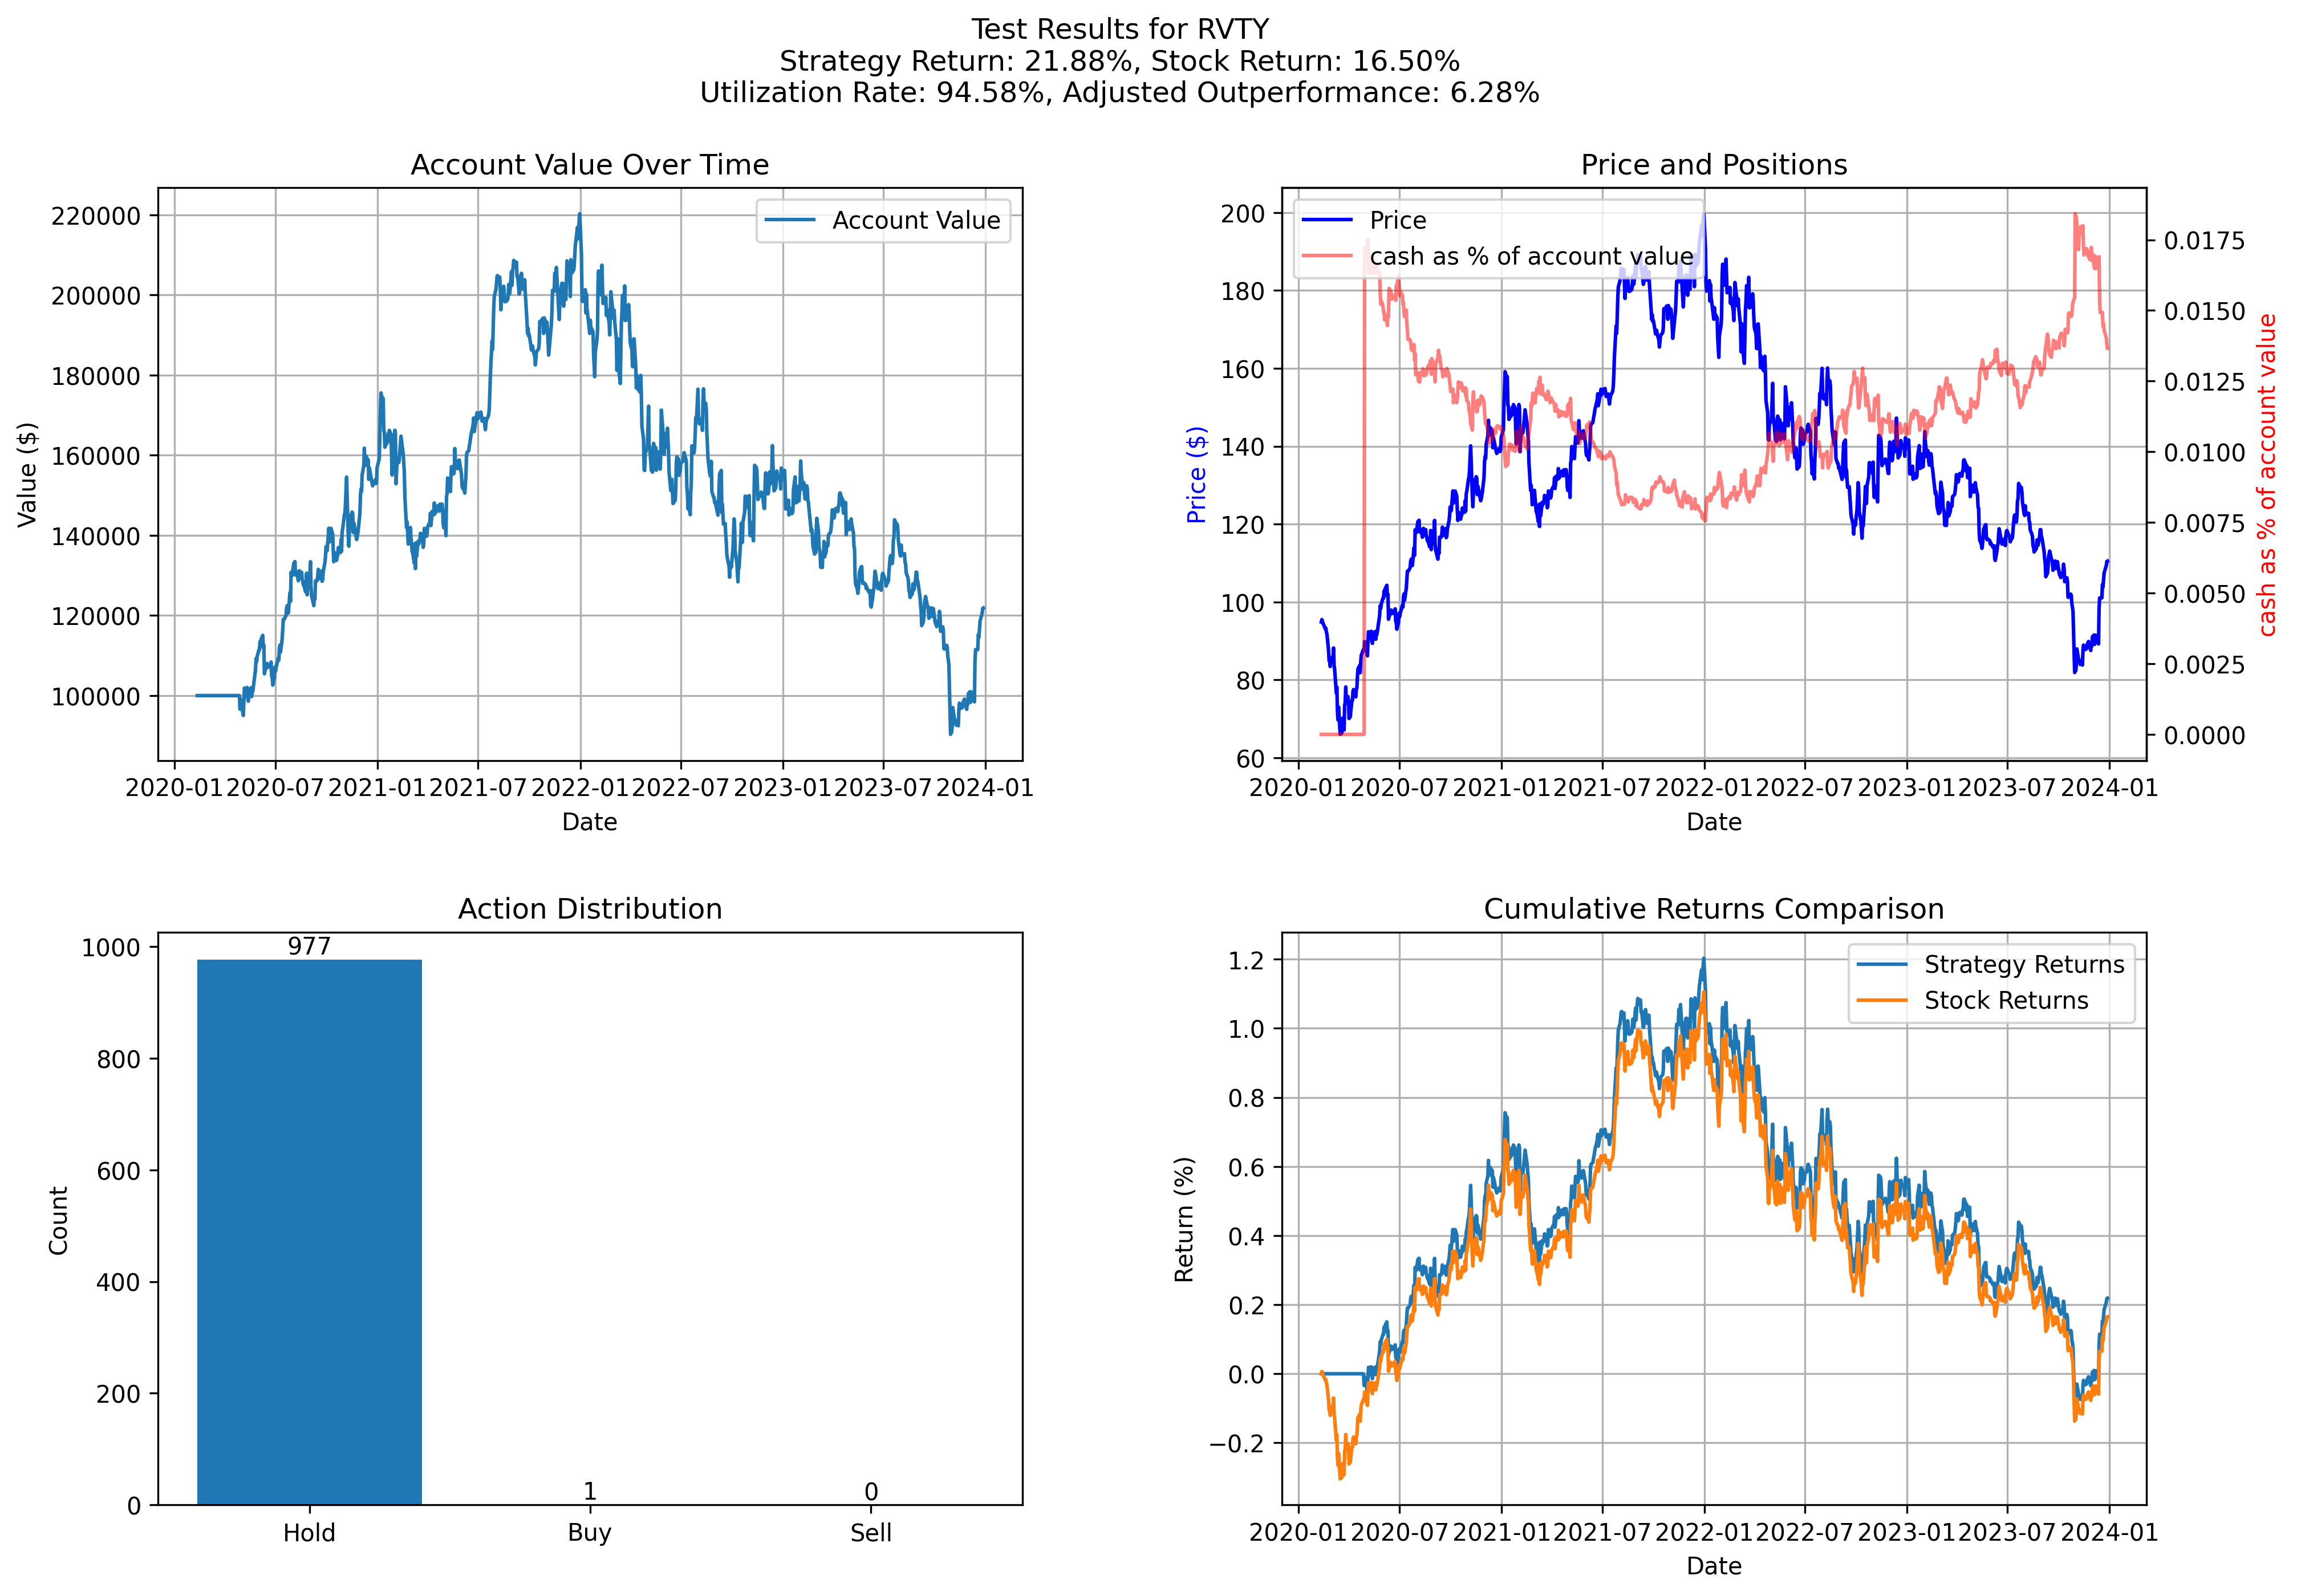 Test Results for RVTY
Strategy Return: 21.88%, Stock Return: 16.50%
Utilization Rate: 94.58%, Adjusted Outperformance: 6.28%
Account Value Over Time
Account Value
220000
200000
180000
160000
140000
120000
100000
Value ($)
2020-01 2020-07 2021-01 2021-07 2022-01 2022-07 2023-01 2023-07 2024-01
Date
Price and Positions
Price
cash as % of account value
200
180
160
140
120
100
80
60
Price ($)
0.0175
0.0150
0.0125
0.0100
0.0075
0.0050
0.0025
0.0000
cash as % of account value
2020-01 2020-07 2021-01 2021-07 2022-01 2022-07 2023-01 2023-07 2024-01
Date
Action Distribution
1000
800
600
400
200
0
Count
977
1
0
Hold Buy Sell
Cumulative Returns Comparison
Strategy Returns
Stock Returns
1.2
1.0
0.8
0.6
0.4
0.2
0.0
−0.2
Return (%)
2020-01 2020-07 2021-01 2021-07 2022-01 2022-07 2023-01 2023-07 2024-01
Date